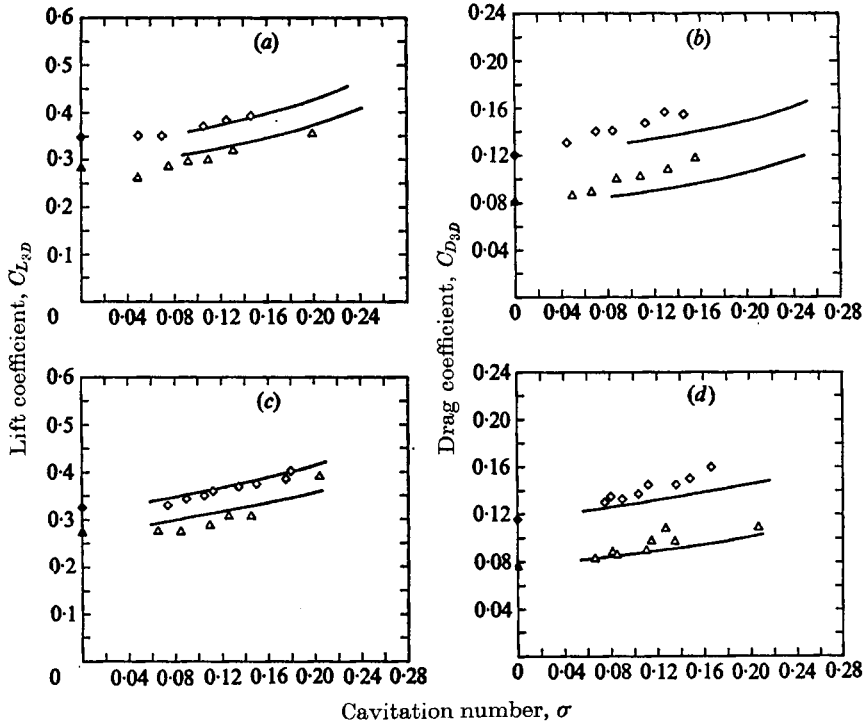 (a)
0·6
0·5
0·4
0·3
0·2
0·1
0
0·04 0·08 0·12 0·16 0·20 0·24
(b)
0·24
0·20
0·16
0·12
0·08
0·04
0 0·04 0·08 0·12 0·16 0·20 0·24 0·28
(c)
0·6
0·5
0·4
0·3
0·2
0·1
0
0·04 0·08 0·12 0·16 0·20 0·24 0·28
(d)
0·24
0·20
0·16
0·12
0·08
0·04
0 0·04 0·08 0·12 0·16 0·20 0·24 0·28
Lift coefficient, C_{L_{3D}}
Drag coefficient, C_{D_{3D}}
Cavitation number, σ